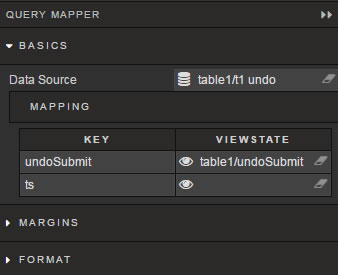 QUERY MAPPER
BASICS
Data Source table1/t1 undo
MAPPING
KEY VIEWSTATE
undoSubmit table1/undoSubmit
ts
MARGINS
FORMAT